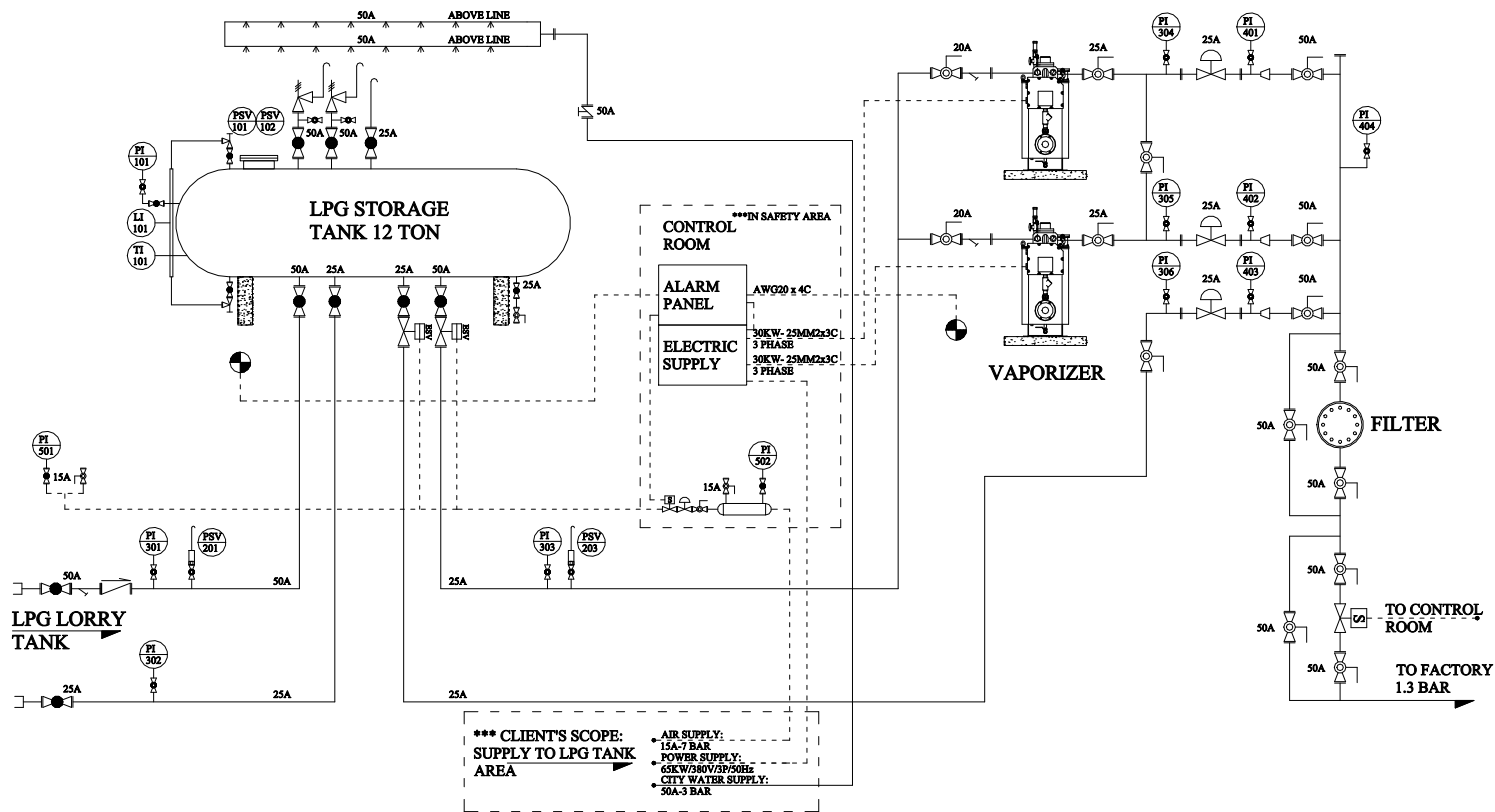 50A
ABOVE LINE
50A
ABOVE LINE
50A
PSV
101
PSV
102
50A
50A
25A
PI
101
LI
101
TI
101
LPG STORAGE
TANK 12 TON
50A
25A
25A
50A
25A
ESV
ESV
***IN SAFETY AREA
CONTROL
ROOM
ALARM
PANEL
AWG20 x 4C
30KW- 25MM2x3C
3 PHASE
ELECTRIC
SUPPLY
30KW- 25MM2x3C
3 PHASE
PI
502
15A
S
PI
501
15A
PI
301
PSV
201
50A
50A
LPG LORRY
TANK
PI
302
25A
25A
PI
303
PSV
203
25A
25A
*** CLIENT'S SCOPE:
SUPPLY TO LPG TANK
AREA
AIR SUPPLY:
15A-7 BAR
POWER SUPPLY:
65KW/380V/3P/50Hz
CITY WATER SUPPLY:
50A-3 BAR
20A
25A
PI
304
25A
PI
401
50A
PI
404
20A
25A
PI
305
25A
PI
402
50A
PI
306
25A
PI
403
50A
VAPORIZER
50A
50A
FILTER
50A
50A
50A
S
TO CONTROL
ROOM
50A
TO FACTORY
1.3 BAR